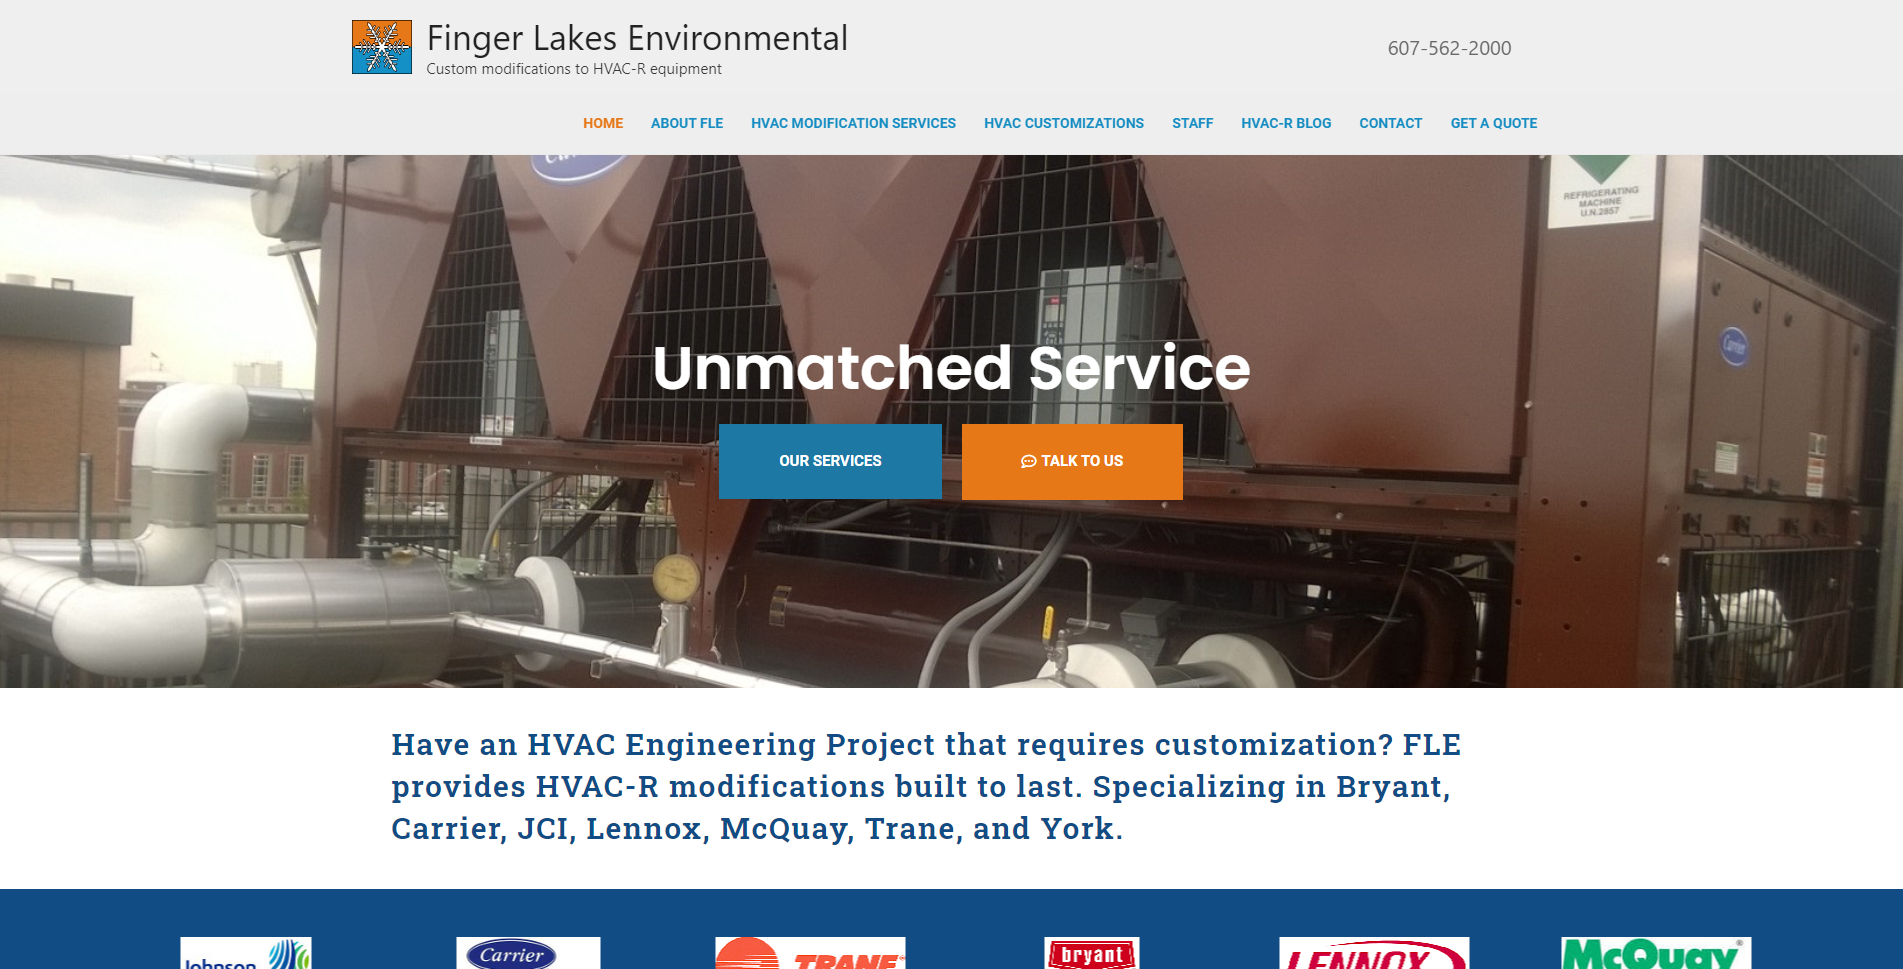 Finger Lakes Environmental
Custom modifications to HVAC-R equipment
607-562-2000
HOME ABOUT FLE HVAC MODIFICATION SERVICES HVAC CUSTOMIZATIONS STAFF HVAC-R BLOG CONTACT GET A QUOTE
REFRIGERATING
MACHINE
U.N.2857
Carrier
Unmatched Service
OUR SERVICES
TALK TO US
Have an HVAC Engineering Project that requires customization? FLE
provides HVAC-R modifications built to last. Specializing in Bryant,
Carrier, JCI, Lennox, McQuay, Trane, and York.
Johnson
Carrier
TRANE
bryant
LENNOX
McQuay